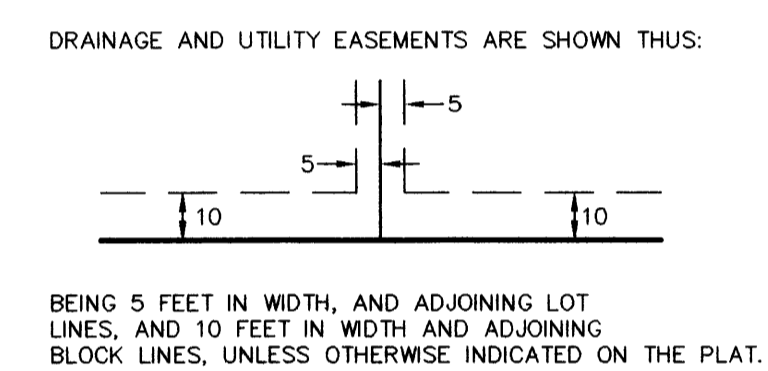 DRAINAGE AND UTILITY EASEMENTS ARE SHOWN THUS:
5
5
10
10
BEING 5 FEET IN WIDTH, AND ADJOINING LOT
LINES, AND 10 FEET IN WIDTH AND ADJOINING
BLOCK LINES, UNLESS OTHERWISE INDICATED ON THE PLAT.